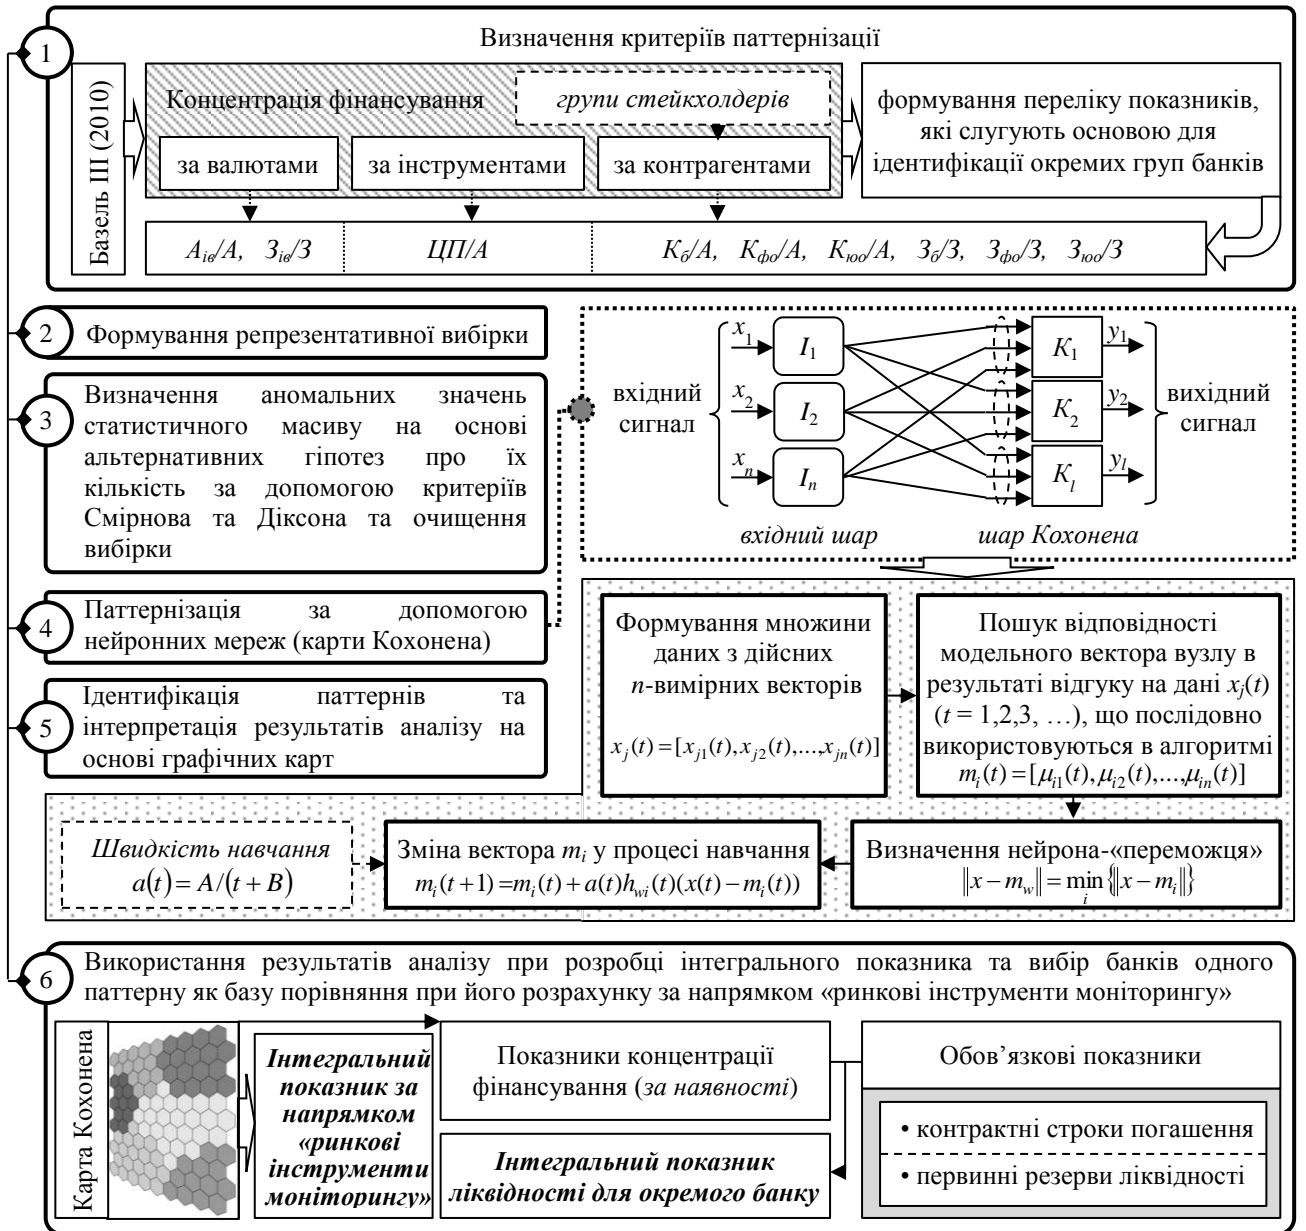 1
Визначення критеріїв паттернізації
Базель III (2010)
Концентрація фінансування
групи стейкхолдерів
за валютами
за інструментами
за контрагентами
формування переліку показників,
які слугують основою для
ідентифікації окремих груп банків
Aів/A, Зів/З
ЦП/А
Кб/А, Кфо/А, Кюо/А, Зб/З, Зфо/З, Зюо/З
2
Формування репрезентативної вибірки
3
Визначення аномальних значень
статистичного масиву на основі
альтернативних гіпотез про їх
кількість за допомогою критеріїв
Смірнова та Діксона та очищення
вибірки
4
Паттернізація за допомогою
нейронних мереж (карти Кохонена)
5
Ідентифікація паттернів та
інтерпретація результатів аналізу на
основі графічних карт
вхідний
сигнал
x1
x2
xn
I1
I2
In
К1
К2
Кl
y1
y2
yl
вихідний
сигнал
вхідний шар
шар Кохонена
Формування множини
даних з дійсних
n-вимірних векторів
xj(t)=[xj1(t),xj2(t),...,xjn(t)]
Пошук відповідності
модельного вектора вузлу в
результаті відгуку на дані xj(t)
(t = 1,2,3, …), що послідовно
використовуються в алгоритмі
mi(t)=[μi1(t),μi2(t),...,μin(t)]
Швидкість навчання
a(t)= A/(t + B)
Зміна вектора mi у процесі навчання
mi(t+1)=mi(t)+a(t)hwi(t)(x(t)−mi(t))
Визначення нейрона-«переможця»
‖x−mw‖=min{‖x−mi‖}
i
6
Використання результатів аналізу при розробці інтегрального показника та вибір банків одного
паттерну як базу порівняння при його розрахунку за напрямком «ринкові інструменти моніторингу»
Карта Кохонена
Інтегральний
показник за
напрямком
«ринкові
інструменти
моніторингу»
Показники концентрації
фінансування (за наявності)
Інтегральний показник
ліквідності для окремого банку
Обов’язкові показники
• контрактні строки погашення
• первинні резерви ліквідності